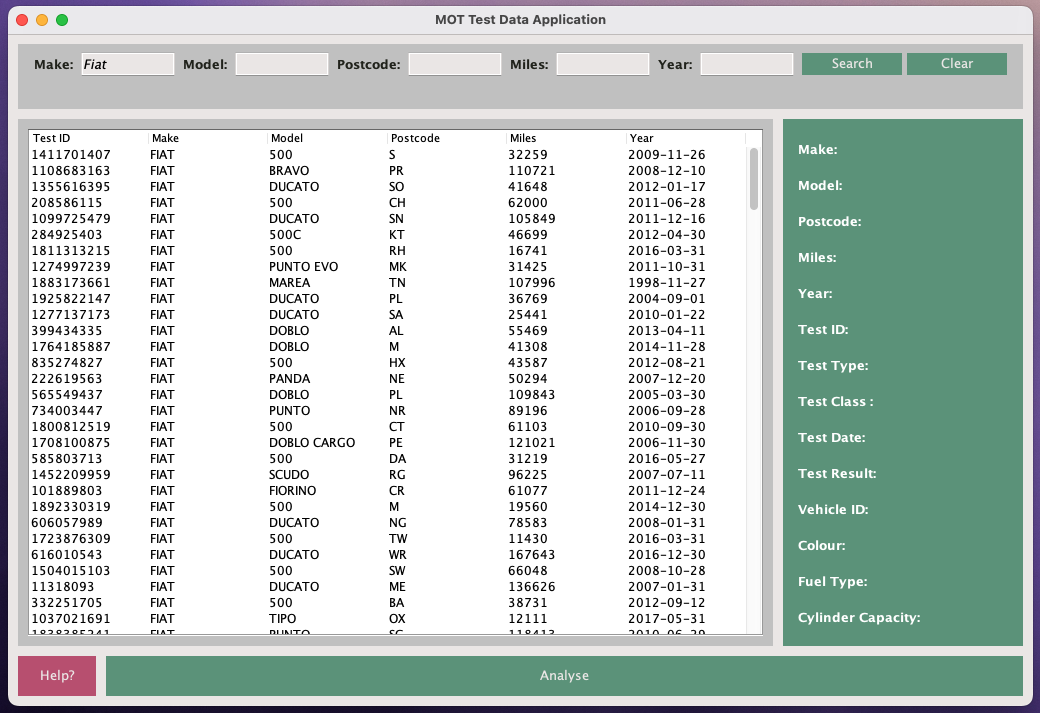 MOT Test Data Application
Make: Fiat Model: Postcode: Miles: Year: Search Clear
Test ID Make Model Postcode Miles Year
1411701407 FIAT 500 S 32259 2009-11-26
1108683163 FIAT BRAVO PR 110721 2008-12-10
1355616395 FIAT DUCATO SO 41648 2012-01-17
208586115 FIAT 500 CH 62000 2011-06-28
1099725479 FIAT DUCATO SN 105849 2011-12-16
284925403 FIAT 500C KT 46699 2012-04-30
1811313215 FIAT 500 RH 16741 2016-03-31
1274997239 FIAT PUNTO EVO MK 31425 2011-10-31
1883173661 FIAT MAREA TN 107996 1998-11-27
1925822147 FIAT DUCATO PL 36769 2004-09-01
1277137173 FIAT DUCATO SA 25441 2010-01-22
399434335 FIAT DOBLO AL 55469 2013-04-11
1764185887 FIAT DOBLO M 41308 2014-11-28
835274827 FIAT 500 HX 43587 2012-08-21
222619563 FIAT PANDA NE 50294 2007-12-20
565549437 FIAT DOBLO PL 109843 2005-03-30
734003447 FIAT PUNTO NR 89196 2006-09-28
1800812519 FIAT 500 CT 61103 2010-09-30
1708100875 FIAT DOBLO CARGO PE 121021 2006-11-30
585803713 FIAT 500 DA 31219 2016-05-27
1452209959 FIAT SCUDO RG 96225 2007-07-11
101889803 FIAT FIORINO CR 61077 2011-12-24
1892330319 FIAT 500 M 19560 2014-12-30
606057989 FIAT DUCATO NG 78583 2008-01-31
1723876309 FIAT 500 TW 11430 2016-03-31
616010543 FIAT DUCATO WR 167643 2016-12-30
1504015103 FIAT 500 SW 66048 2008-10-28
11318093 FIAT DUCATO ME 136626 2007-01-31
332251705 FIAT 500 BA 38731 2012-09-12
1037021691 FIAT TIPO OX 12111 2017-05-31
FIAT PUNTO
Make:
Model:
Postcode:
Miles:
Year:
Test ID:
Test Type:
Test Class :
Test Date:
Test Result:
Vehicle ID:
Colour:
Fuel Type:
Cylinder Capacity:
Help? Analyse